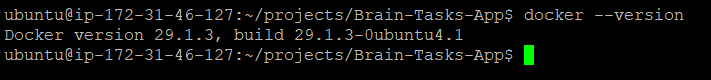 ubuntu@ip-172-31-46-127:~/projects/Brain-Tasks-App$ docker --version
Docker version 29.1.3, build 29.1.3-0ubuntu4.1
ubuntu@ip-172-31-46-127:~/projects/Brain-Tasks-App$